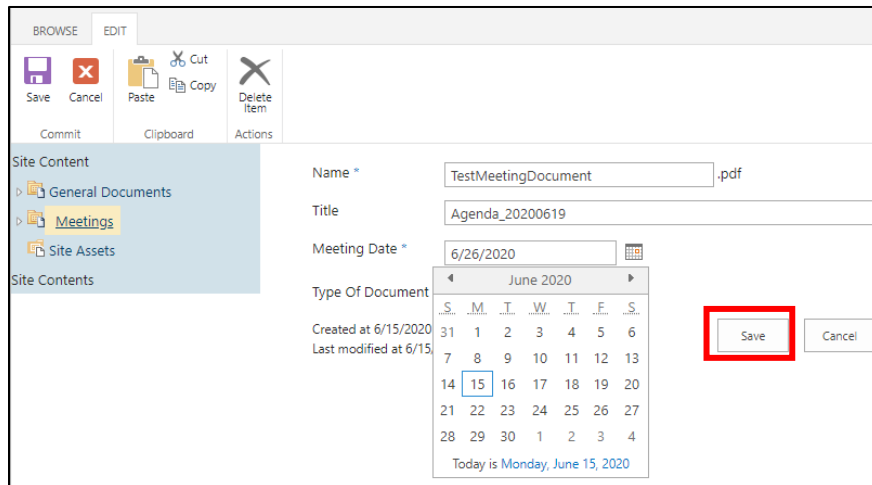 BROWSE EDIT
Save Cancel Paste Cut Copy Delete Item
Commit Clipboard Actions
Site Content
General Documents
Meetings
Site Assets
Site Contents
Name * TestMeetingDocument .pdf
Title Agenda_20200619
Meeting Date * 6/26/2020
Type Of Document
Created at 6/15/2020
Last modified at 6/15,
June 2020
S M T W T F S
31 1 2 3 4 5 6
7 8 9 10 11 12 13
14 15 16 17 18 19 20
21 22 23 24 25 26 27
28 29 30 1 2 3 4
Today is Monday, June 15, 2020
Save Cancel